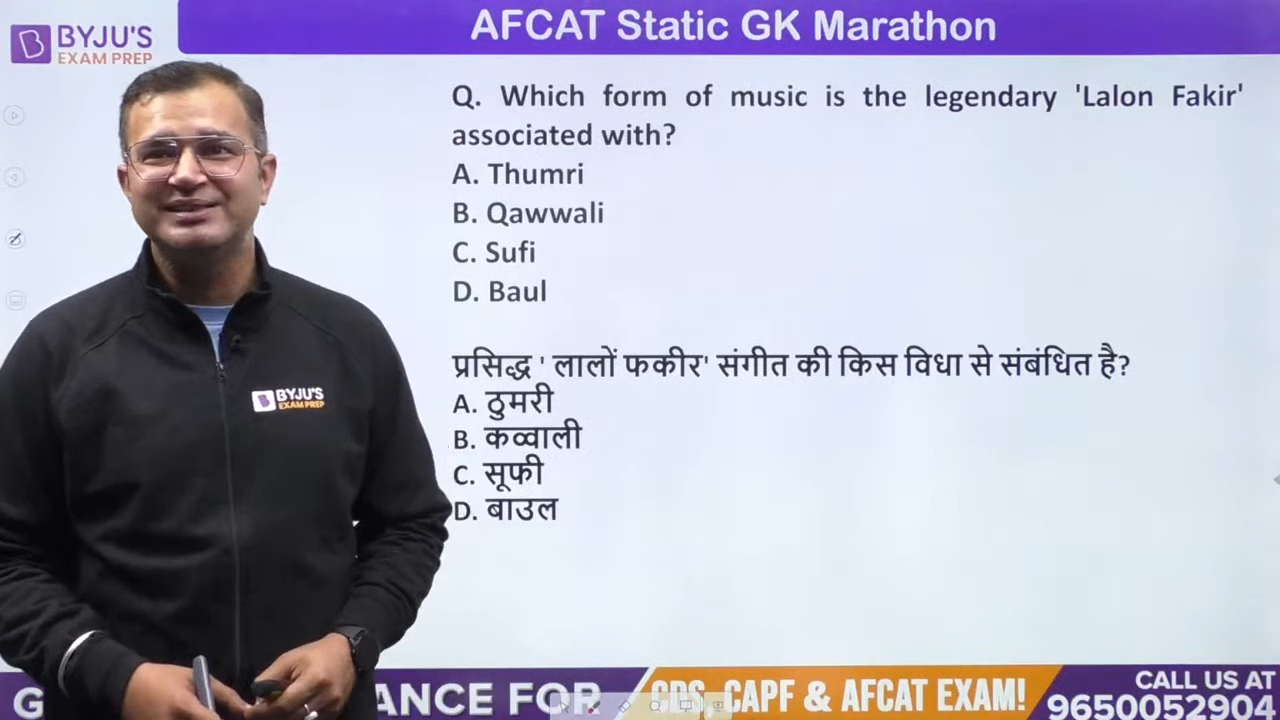 AFCAT Static GK Marathon
BYJU'S
EXAM PREP
Q. Which form of music is the legendary 'Lalon Fakir'
associated with?
A. Thumri
B. Qawwali
C. Sufi
D. Baul
प्रसिद्ध ' लालों फकीर' संगीत की किस विधा से संबंधित है?
A. ठुमरी
B. कव्वाली
C. सूफी
D. बाउल
BYJU'S
EXAM PREP
ANCE FOR
CDS, CAPF & AFCAT EXAM!
CALL US AT
9650052904